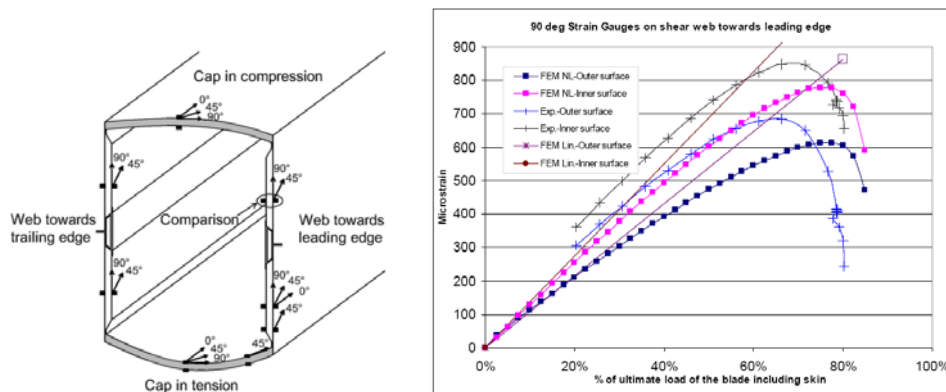 Cap in compression
0°
45°
90°
90°
45°
90°
45°
Web towards
trailing edge
Comparison
Web towards
leading edge
90°
45°
90°
45°
45°
0°
45°
0°
45°
90°
45°
Cap in tension
90 deg Strain Gauges on shear web towards leading edge
900
800
700
600
500
400
300
200
100
0
Microstrain
FEM NL-Outer surface
FEM NL-Inner surface
Exp.-Outer surface
Exp.-Inner surface
FEM Lin.-Outer surface
FEM Lin.-Inner surface
0% 20% 40% 60% 80% 100%
% of ultimate load of the blade including skin